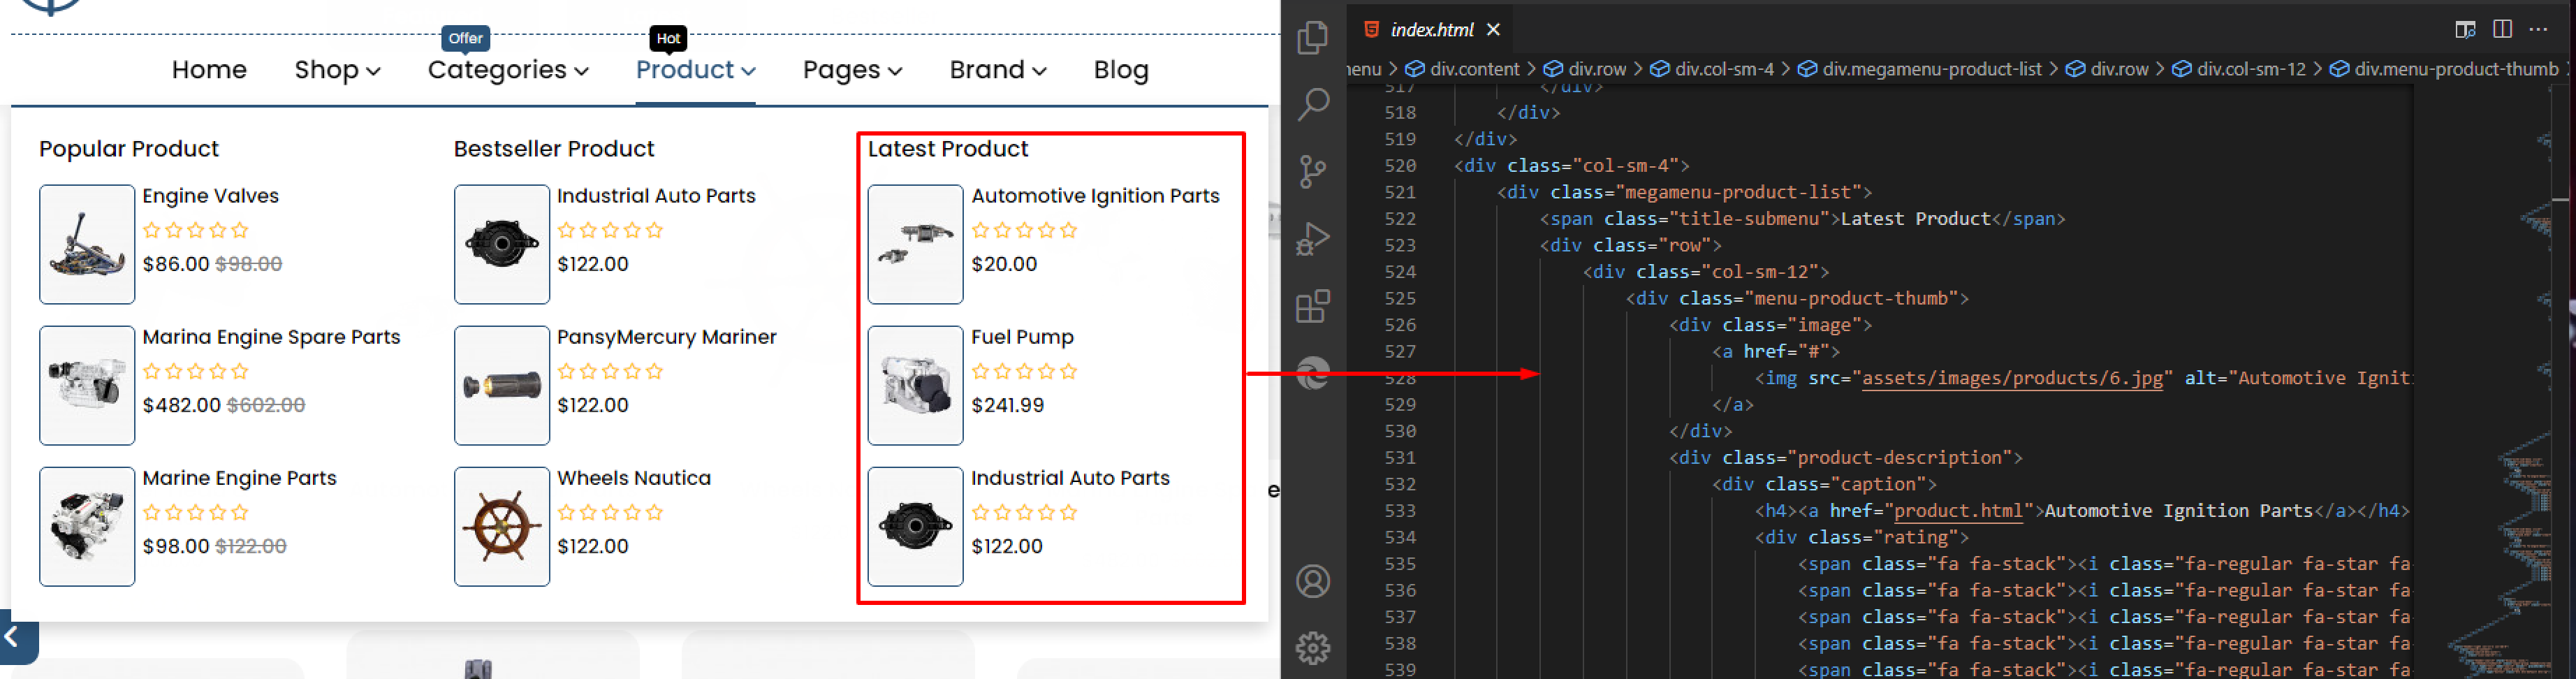 Offer
Hot
Home
Shop
Categories
Product
Pages
Brand
Blog
Popular Product
Engine Valves
$86.00 $98.00
Marina Engine Spare Parts
$482.00 $602.00
Marine Engine Parts
$98.00 $122.00
Bestseller Product
Industrial Auto Parts
$122.00
PansyMercury Mariner
$122.00
Wheels Nautica
$122.00
Latest Product
Automotive Ignition Parts
$20.00
Fuel Pump
$241.99
Industrial Auto Parts
$122.00
index.html
div.content > div.row > div.col-sm-4 > div.megamenu-product-list > div.row > div.col-sm-12 > div.menu-product-thumb
517 </div>
518 </div>
519 </div>
520 <div class="col-sm-4">
521 <div class="megamenu-product-list">
522 <span class="title-submenu">Latest Product</span>
523 <div class="row">
524 <div class="col-sm-12">
525 <div class="menu-product-thumb">
526 <div class="image">
527 <a href="#">
528 <img src="assets/images/products/6.jpg" alt="Automotive Ignit
529 </a>
530 </div>
531 <div class="product-description">
532 <div class="caption">
533 <h4><a href="product.html">Automotive Ignition Parts</a></h4>
534 <div class="rating">
535 <span class="fa fa-stack"><i class="fa-regular fa-star fa-
536 <span class="fa fa-stack"><i class="fa-regular fa-star fa-
537 <span class="fa fa-stack"><i class="fa-regular fa-star fa-
538 <span class="fa fa-stack"><i class="fa-regular fa-star fa-
539 <span class="fa fa-stack"><i class="fa-regular fa-star fa-